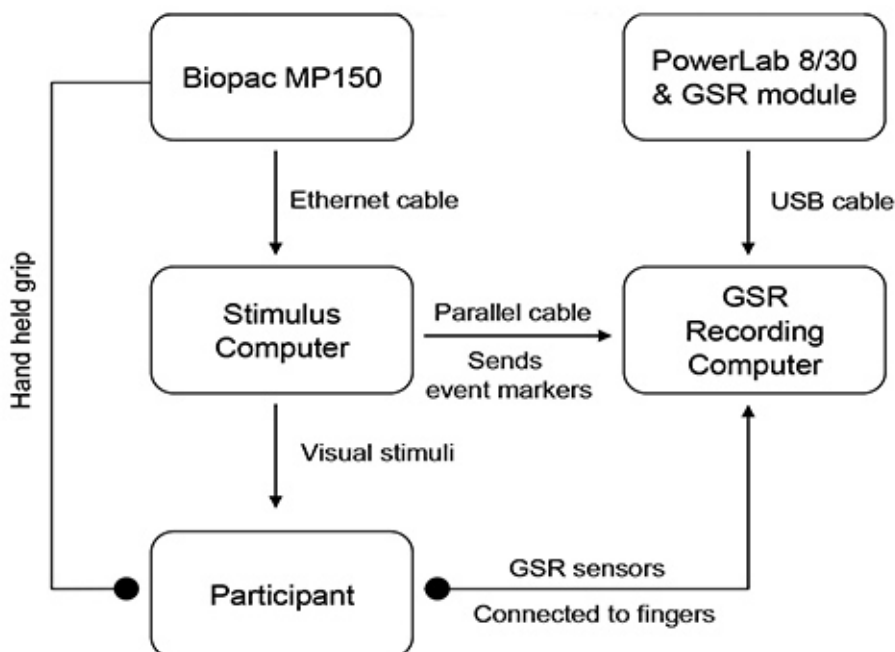 Biopac MP150
PowerLab 8/30
& GSR module
Ethernet cable
USB cable
Hand held grip
Stimulus
Computer
Parallel cable
Sends
event markers
GSR
Recording
Computer
Visual stimuli
Participant
GSR sensors
Connected to fingers